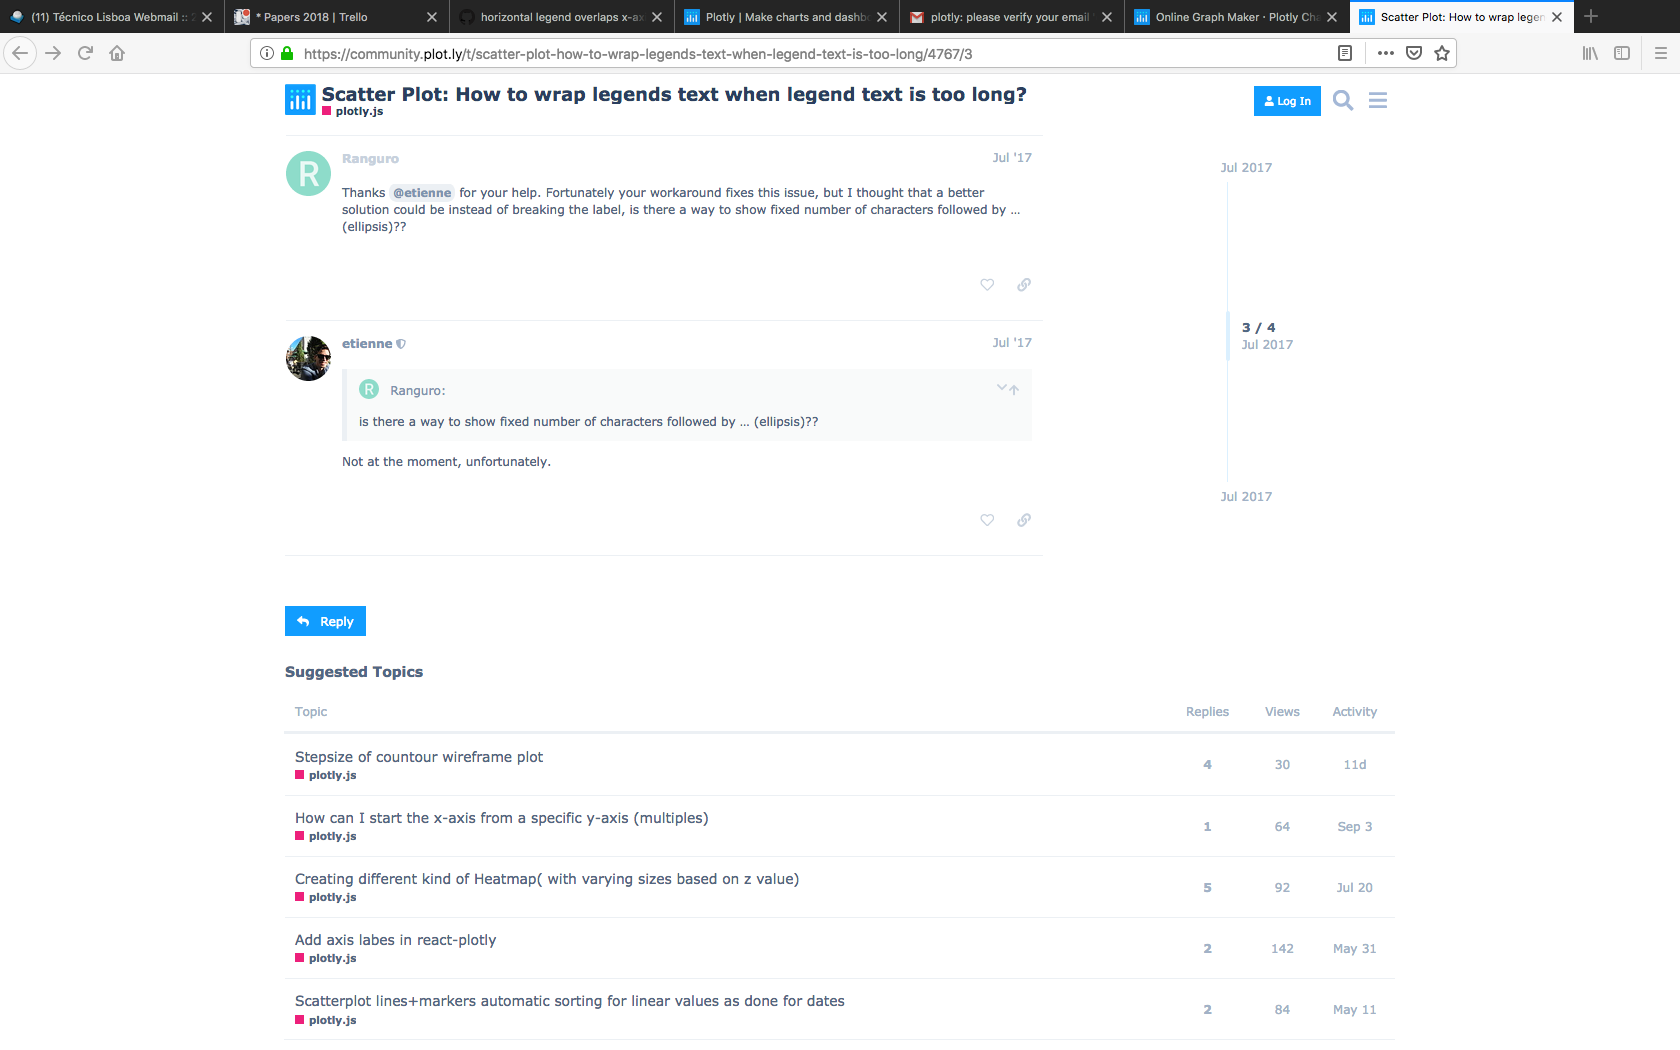 (11) Técnico Lisboa Webmail ::
* Papers 2018 | Trello
horizontal legend overlaps x-ax
Plotly | Make charts and dashb
plotly: please verify your email
Online Graph Maker · Plotly Cha
Scatter Plot: How to wrap legen
https://community.plot.ly/t/scatter-plot-how-to-wrap-legends-text-when-legend-text-is-too-long/4767/3
Scatter Plot: How to wrap legends text when legend text is too long?
plotly.js
Log In
R
Ranguro
Jul '17
Thanks @etienne for your help. Fortunately your workaround fixes this issue, but I thought that a better
solution could be instead of breaking the label, is there a way to show fixed number of characters followed by …
(ellipsis)??
Jul 2017
3 / 4
Jul 2017
Jul 2017
etienne
Jul '17
R
Ranguro:
is there a way to show fixed number of characters followed by … (ellipsis)??
Not at the moment, unfortunately.
Reply
Suggested Topics
Topic Replies Views Activity
Stepsize of countour wireframe plot
plotly.js
4 30 11d
How can I start the x-axis from a specific y-axis (multiples)
plotly.js
1 64 Sep 3
Creating different kind of Heatmap( with varying sizes based on z value)
plotly.js
5 92 Jul 20
Add axis labes in react-plotly
plotly.js
2 142 May 31
Scatterplot lines+markers automatic sorting for linear values as done for dates
plotly.js
2 84 May 11